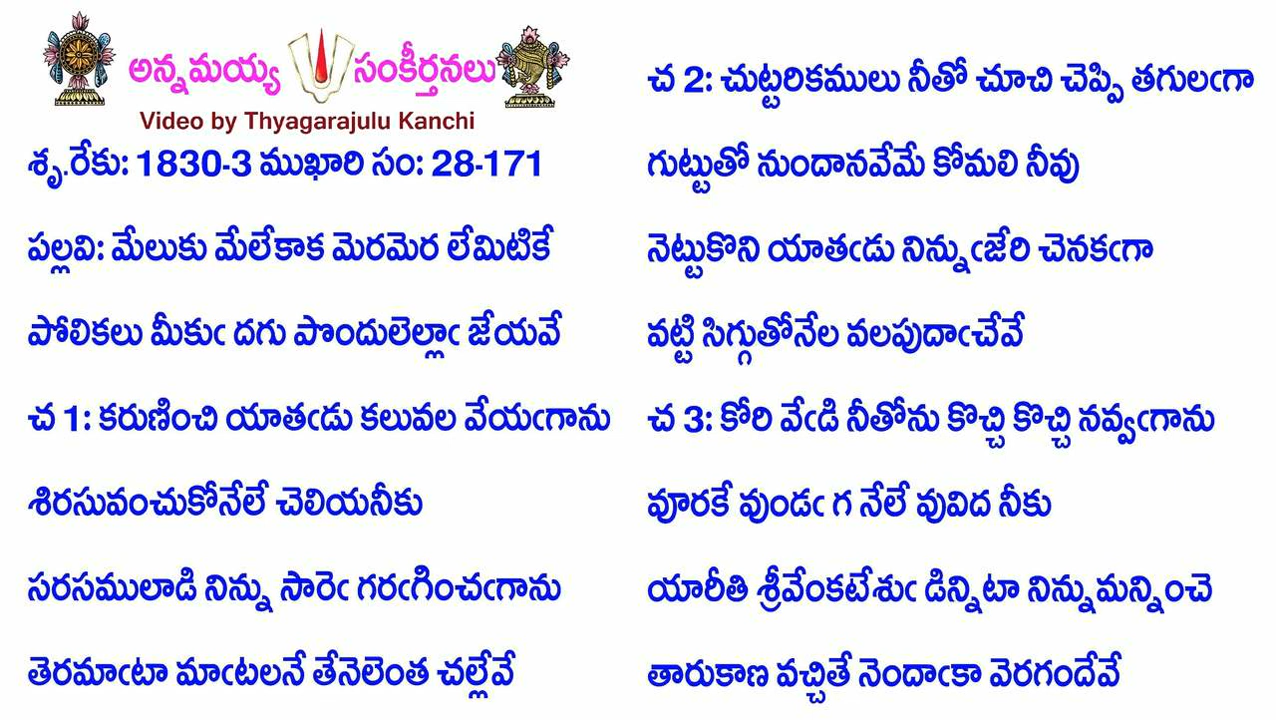 అన్నమయ్య సంకీర్తనలు
Video by Thyagarajulu Kanchi
శృ.రేకు: 1830-3 ముఖారి సం: 28-171
పల్లవి: మేలుకు మేలేకాక మెరమెర లేమిటికే
పోలికలు మీకుఁ దగు పొందులెల్లాఁ జేయవే
చ 1: కరుణించి యాతఁడు కలువల వేయఁగాను
శిరసువంచుకోనేలే చెలియనీకు
సరసములాడి నిన్ను సారెఁ గరఁగించఁగాను
తెరమాఁటా మాఁటలనే తేనెలెంత చల్లేవే
చ 2: చుట్టరికములు నీతో చూచి చెప్పి తగులఁగా
గుట్టుతో నుందానవేమే కోమలి నీవు
నెట్టుకొని యాతఁడు నిన్నుఁజేరి చెనకఁగా
వట్టి సిగ్గుతోనేల వలపుదాఁచేవే
చ 3: కోరి వేఁడి నీతోను కొచ్చి కొచ్చి నవ్వఁగాను
వూరకే వుండఁ గ నేలే వువిద నీకు
యారీతి శ్రీవేంకటేశుఁ డిన్నిటా నిన్నుమన్నించె
తారుకాణ వచ్చితే నెందాఁకా వెరగందేవే